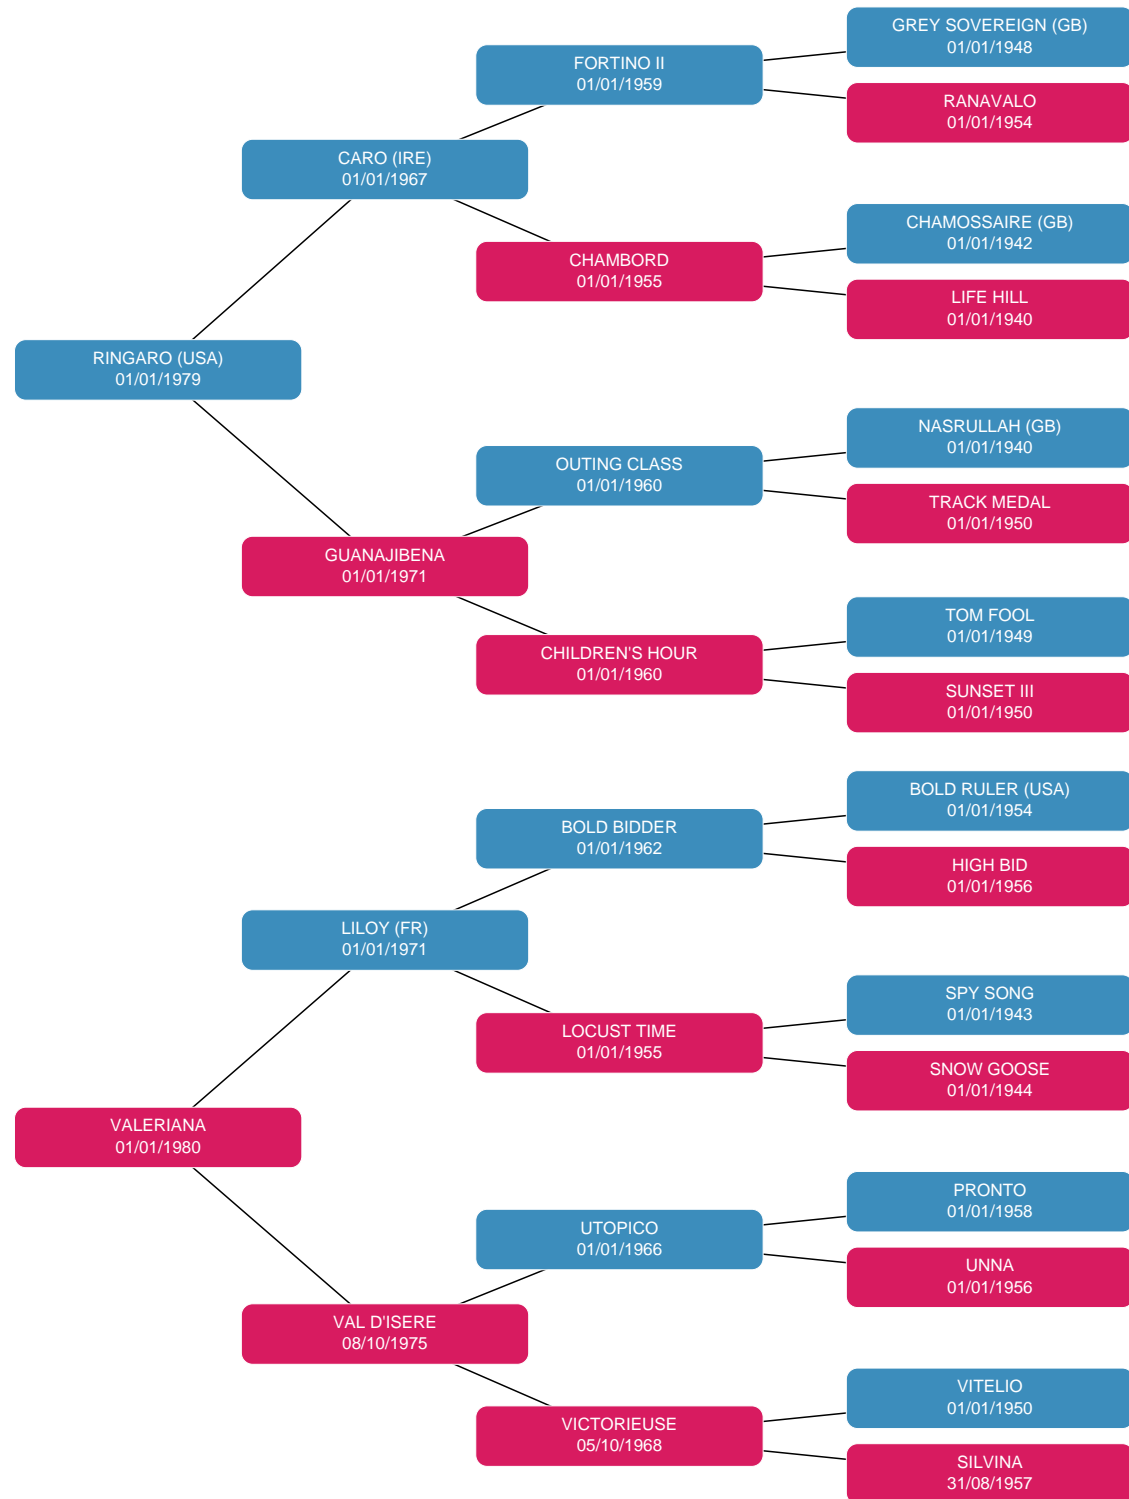 GREY SOVEREIGN (GB)
01/01/1948
FORTINO II
01/01/1959
RANAVALO
01/01/1954
CARO (IRE)
01/01/1967
CHAMOSSAIRE (GB)
01/01/1942
CHAMBORD
01/01/1955
LIFE HILL
01/01/1940
RINGARO (USA)
01/01/1979
NASRULLAH (GB)
01/01/1940
OUTING CLASS
01/01/1960
TRACK MEDAL
01/01/1950
GUANAJIBENA
01/01/1971
TOM FOOL
01/01/1949
CHILDREN'S HOUR
01/01/1960
SUNSET III
01/01/1950
BOLD RULER (USA)
01/01/1954
BOLD BIDDER
01/01/1962
HIGH BID
01/01/1956
LILOY (FR)
01/01/1971
SPY SONG
01/01/1943
LOCUST TIME
01/01/1955
SNOW GOOSE
01/01/1944
VALERIANA
01/01/1980
PRONTO
01/01/1958
UTOPICO
01/01/1966
UNNA
01/01/1956
VAL D'ISERE
08/10/1975
VITELIO
01/01/1950
VICTORIEUSE
05/10/1968
SILVINA
31/08/1957